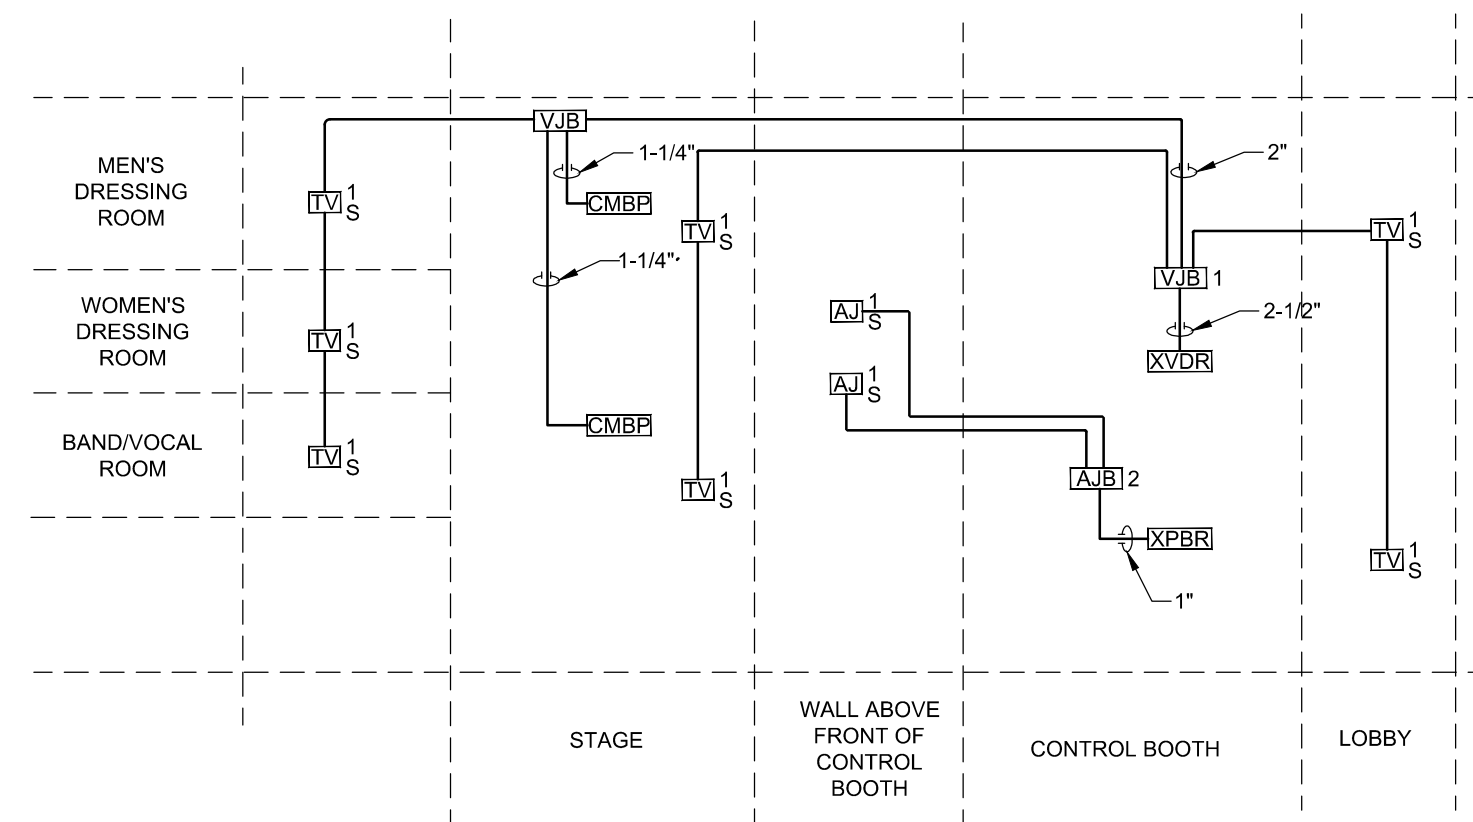 VJB
MEN'S
DRESSING
ROOM
TV 1
S
1-1/4"
CMBP
TV 1
S
2"
TV 1
S
1-1/4"
VJB 1
WOMEN'S
DRESSING
ROOM
TV 1
S
AJ 1
S
2-1/2"
XVDR
AJ 1
S
BAND/VOCAL
ROOM
TV 1
S
CMBP
TV 1
S
AJB 2
XPBR
TV 1
S
1"
STAGE
WALL ABOVE
FRONT OF
CONTROL
BOOTH
CONTROL BOOTH
LOBBY